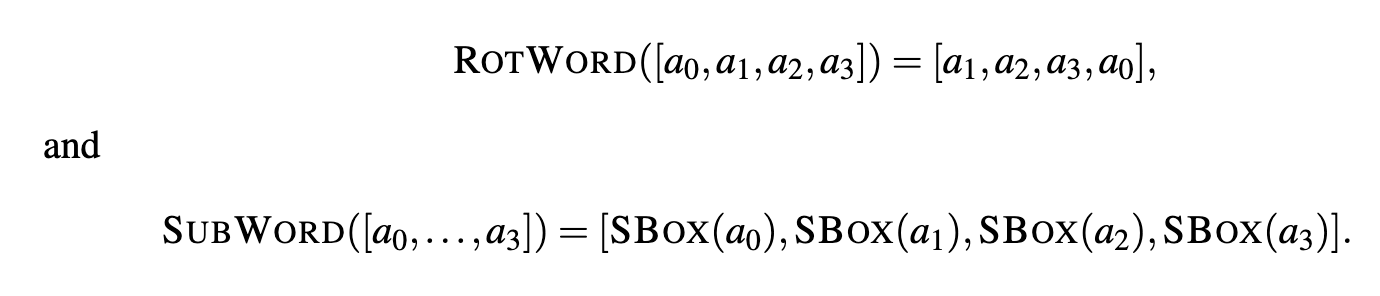 ROTWORD([a₀,a₁,a₂,a₃]) = [a₁,a₂,a₃,a₀],
and
SUBWORD([a₀,…,a₃]) = [SBOX(a₀),SBOX(a₁),SBOX(a₂),SBOX(a₃)].